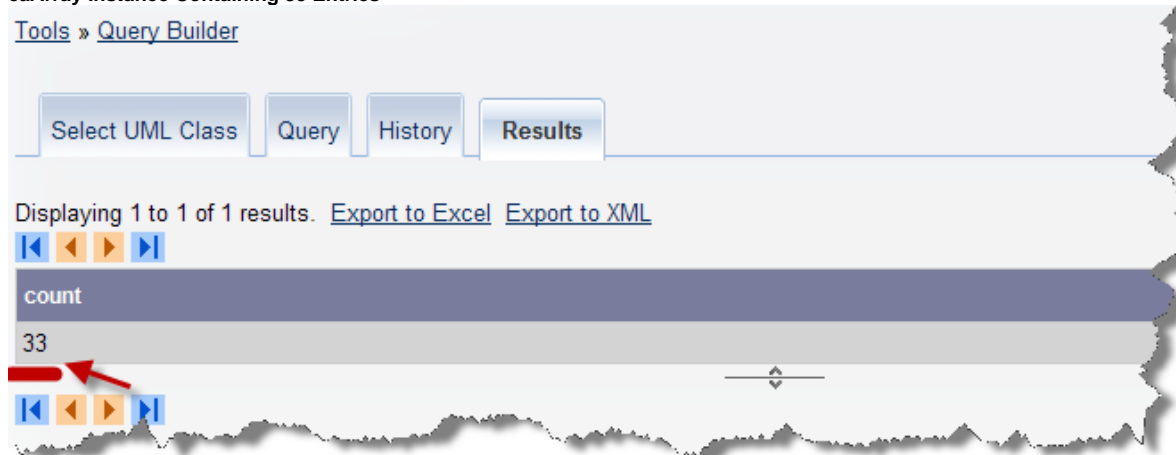 Tools » Query Builder
Select UML Class Query History Results
Displaying 1 to 1 of 1 results. Export to Excel Export to XML
count
33